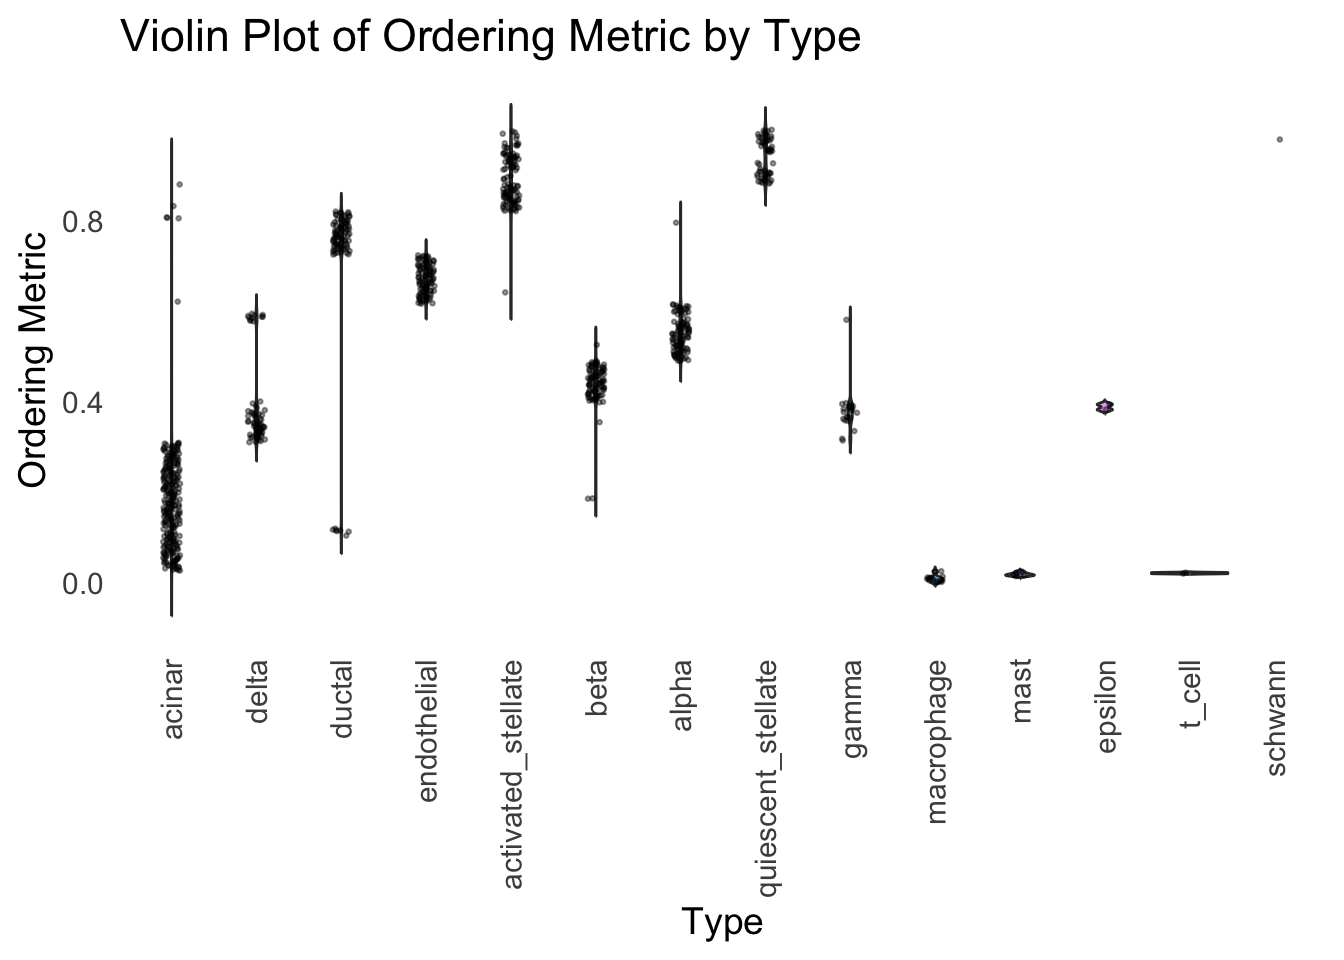 Violin Plot of Ordering Metric by Type
Ordering Metric
0.8
0.4
0.0
acinar
delta
ductal
endothelial
activated_stellate
beta
alpha
quiescent_stellate
gamma
macrophage
mast
epsilon
t_cell
schwann
Type